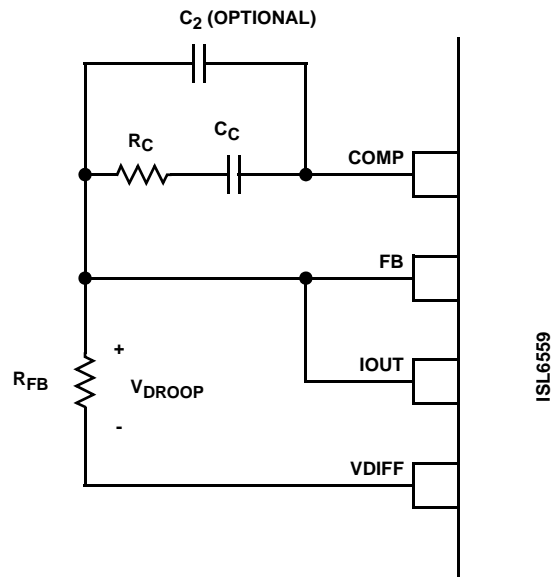 C2 (OPTIONAL)
RC
CC
COMP
FB
IOUT
RFB
+
VDROOP
-
VDIFF
ISL6559